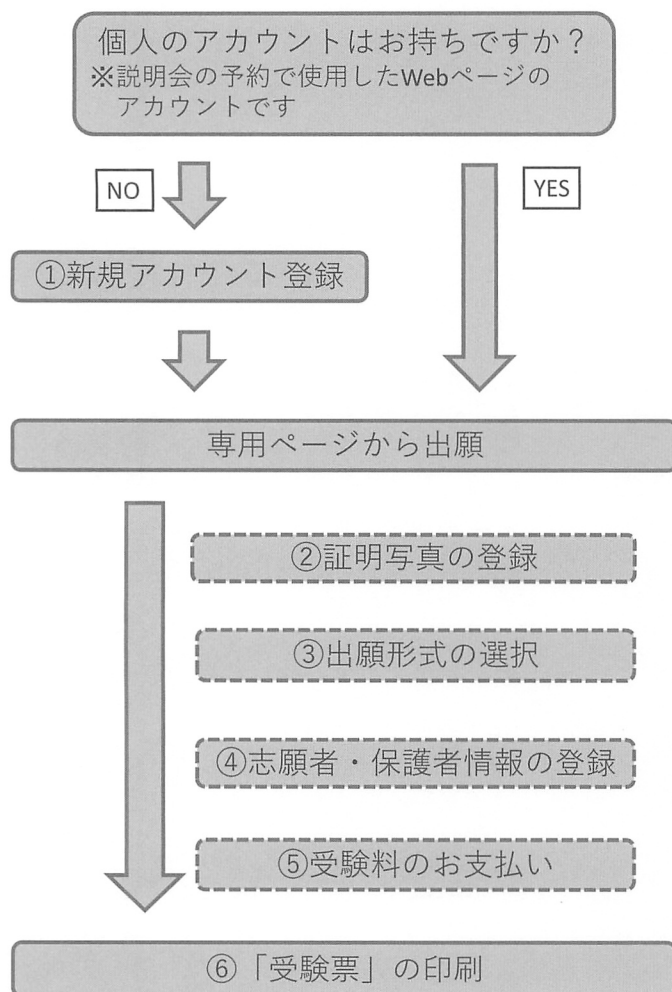 個人のアカウントはお持ちですか？
※説明会の予約で使用したWebページの
アカウントです
NO
YES
①新規アカウント登録
専用ページから出願
②証明写真の登録
③出願形式の選択
④志願者・保護者情報の登録
⑤受験料のお支払い
⑥「受験票」の印刷